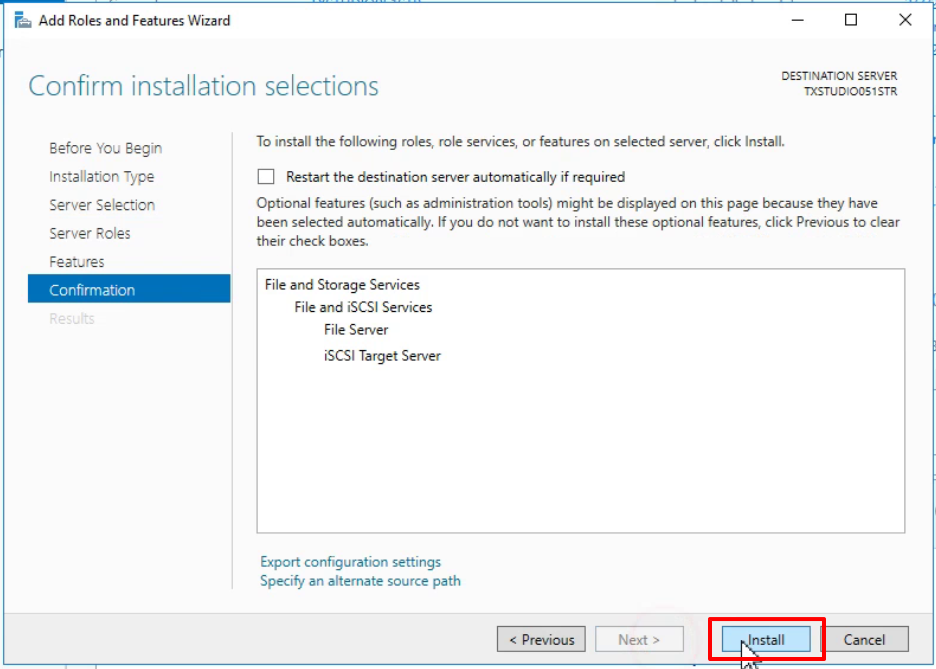 Add Roles and Features Wizard
Confirm installation selections
DESTINATION SERVER
TXSTUDIO051STR
Before You Begin
Installation Type
Server Selection
Server Roles
Features
Confirmation
Results
To install the following roles, role services, or features on selected server, click Install.
Restart the destination server automatically if required
Optional features (such as administration tools) might be displayed on this page because they have
been selected automatically. If you do not want to install these optional features, click Previous to clear
their check boxes.
File and Storage Services
File and iSCSI Services
File Server
iSCSI Target Server
Export configuration settings
Specify an alternate source path
< Previous
Next >
Install
Cancel